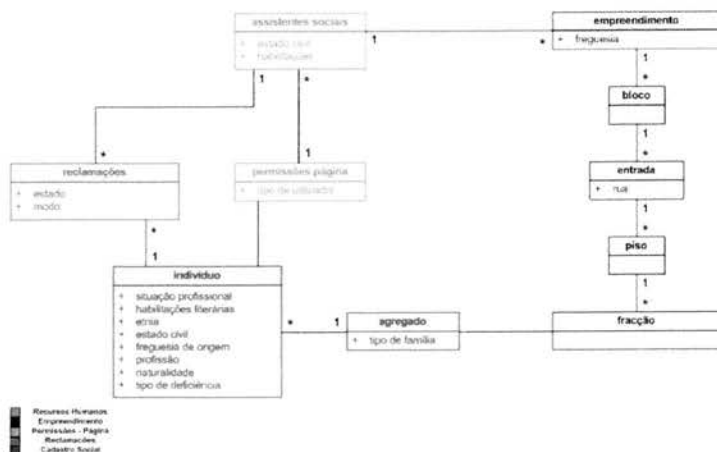 assistentes sociais
+ estado civil
+ habilitações
1
*
empreendimento
+ freguesia
1
*
1
*
bloco
1
*
reclamações
+ estado
+ modo
*
1
permissões página
+ tipo de utilizador
entrada
+ rua
1
*
piso
1
*
*
1
indivíduo
+ situação profissional
+ habilitações literárias
+ etnia
+ estado civil
+ freguesia de origem
+ profissão
+ naturalidade
+ tipo de deficiência
*
1
agregado
+ tipo de família
fracção
Recursos Humanos
Empreendimento
Permissões - Página
Reclamações
Cadastro Social